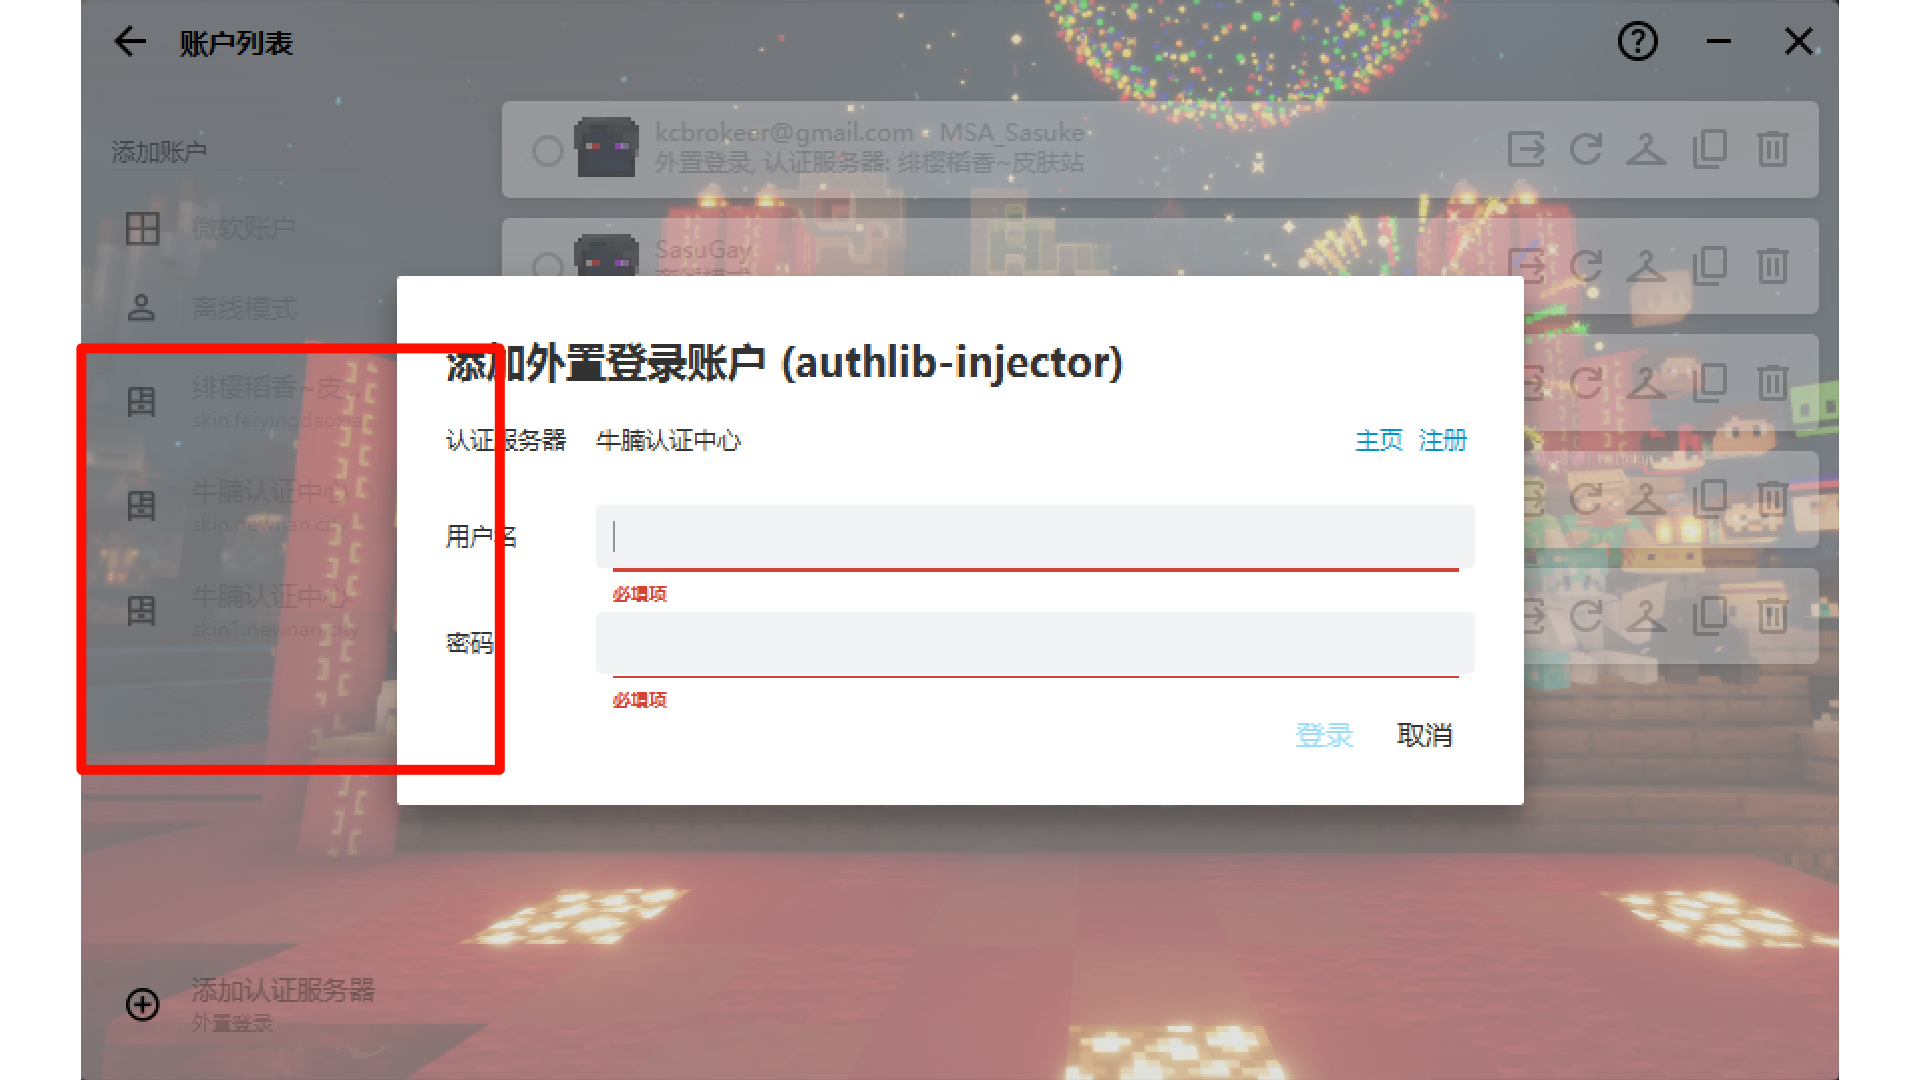 账户列表
添加账户
微软账户
离线模式
绯樱稻香~皮...
skin.feiyingdaoxia...
牛腩认证中心
skin.newnan.city
牛腩认证中心
skin1.newnan.city
添加认证服务器
外置登录
kcbrokeer@gmail.com - MSA_Sasuke
外置登录, 认证服务器: 绯樱稻香~皮肤站
SasuGay
离线模式
添加外置登录账户 (authlib-injector)
认证服务器 牛腩认证中心 主页 注册
用户名
必填项
密码
必填项
登录 取消